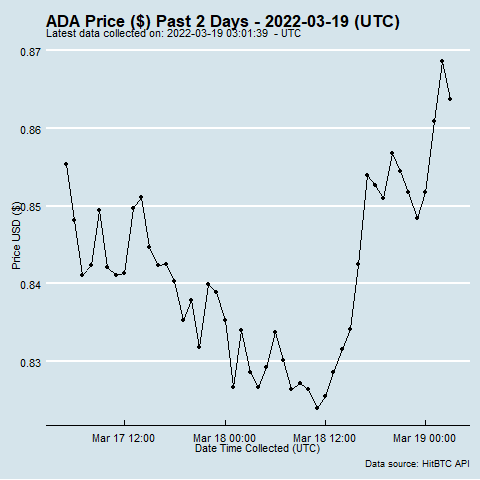 ADA Price ($) Past 2 Days - 2022-03-19 (UTC)
Latest data collected on: 2022-03-19 03:01:39 - UTC
0.87
0.86
0.85
0.84
0.83
Price USD ($)
Mar 17 12:00 Mar 18 00:00 Mar 18 12:00 Mar 19 00:00
Date Time Collected (UTC)
Data source: HitBTC API